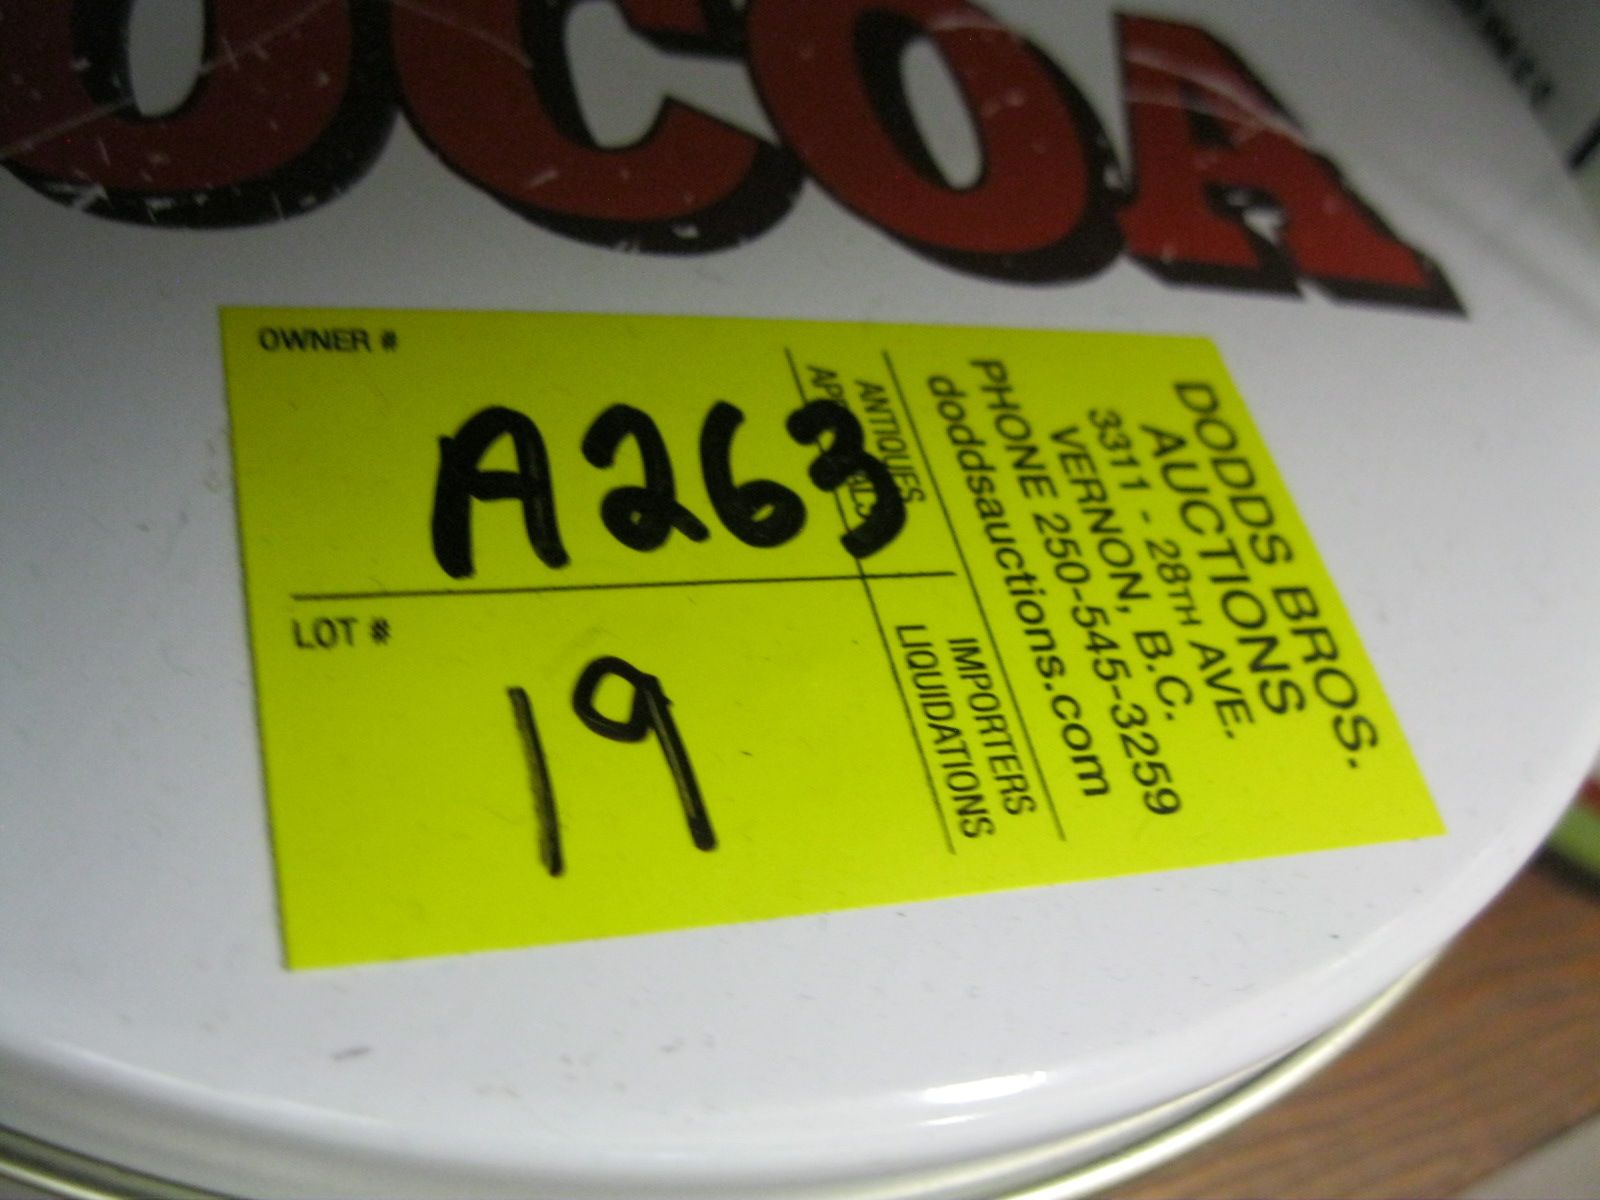 OCOA
OWNER #
A263
LOT #
19
ANTIQUES
IMPORTERS
LIQUIDATIONS
DODDS BROS.
AUCTIONS
3311 - 28TH AVE.
VERNON, B.C.
PHONE 250-545-3259
doddsauctions.com